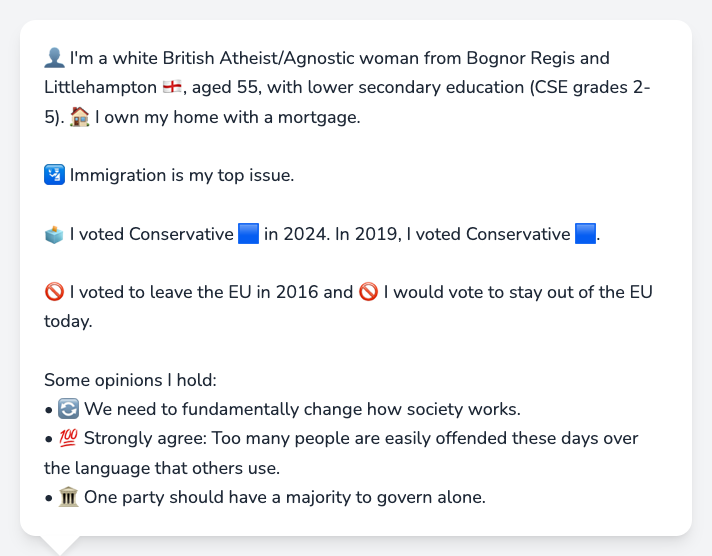 👤 I'm a white British Atheist/Agnostic woman from Bognor Regis and
Littlehampton 🏴󠁧󠁢󠁥󠁮󠁧󠁿, aged 55, with lower secondary education (CSE grades 2-
5). 🏠 I own my home with a mortgage.
🛂 Immigration is my top issue.
🗳️ I voted Conservative 🟦 in 2024. In 2019, I voted Conservative 🟦.
🚫 I voted to leave the EU in 2016 and 🚫 I would vote to stay out of the EU
today.
Some opinions I hold:
• 🔄 We need to fundamentally change how society works.
• 💯 Strongly agree: Too many people are easily offended these days over
the language that others use.
• 🏛️ One party should have a majority to govern alone.